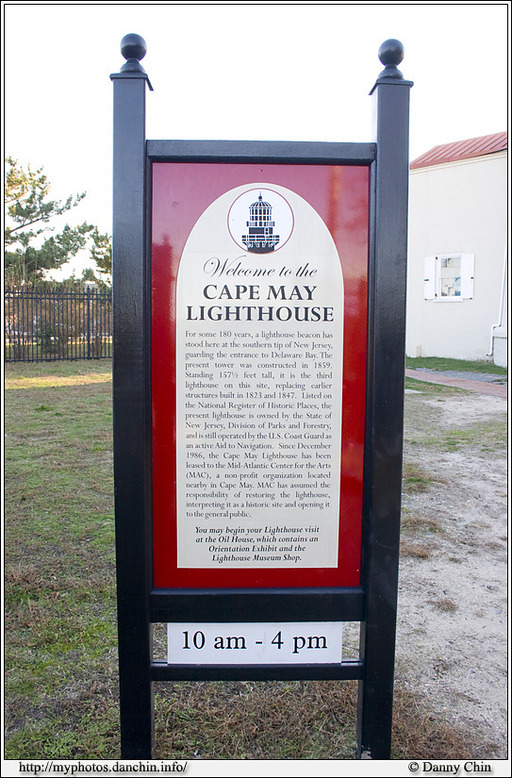 Welcome to the
CAPE MAY
LIGHTHOUSE
For some 180 years, a lighthouse beacon has
stood here at the southern tip of New Jersey,
guarding the entrance to Delaware Bay. The
present tower was constructed in 1859.
Standing 157½ feet tall, it is the third
lighthouse on this site, replacing earlier
structures built in 1823 and 1847. Listed on
the National Register of Historic Places, the
present lighthouse is owned by the State of
New Jersey, Division of Parks and Forestry,
and is still operated by the U.S. Coast Guard as
an active Aid to Navigation. Since December
1986, the Cape May Lighthouse has been
leased to the Mid-Atlantic Center for the Arts
(MAC), a non-profit organization located
nearby in Cape May. MAC has assumed the
responsibility of restoring the lighthouse,
interpreting it as a historic site and opening it
to the general public.
You may begin your Lighthouse visit
at the Oil House, which contains an
Orientation Exhibit and the
Lighthouse Museum Shop.
10 am - 4 pm
http://myphotos.danchin.info/
© Danny Chin